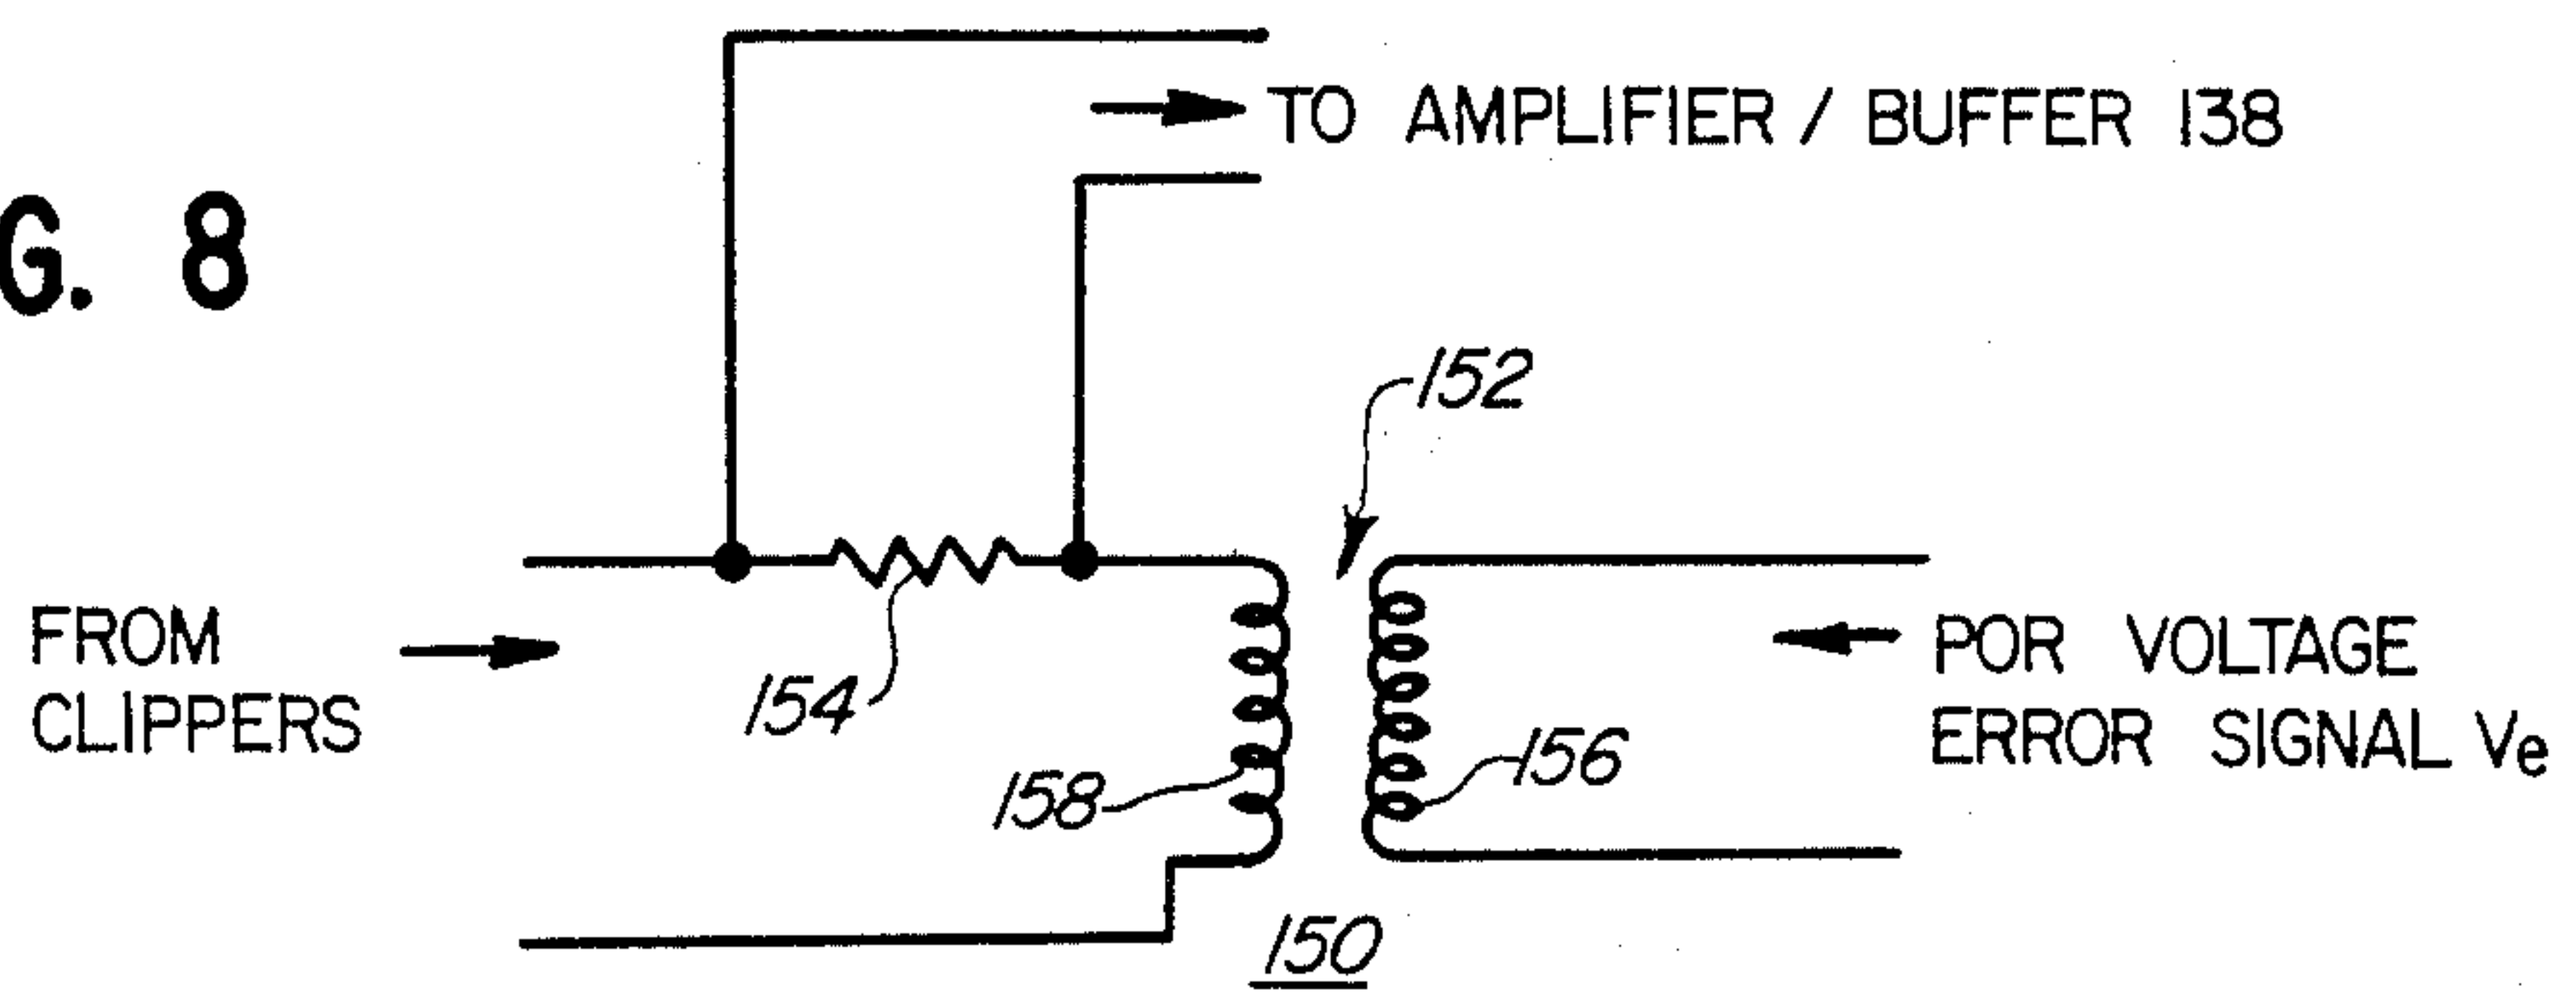 TO AMPLIFIER / BUFFER 138
G. 8
152
FROM
CLIPPERS
154
POR VOLTAGE
ERROR SIGNAL Ve
158
156
150